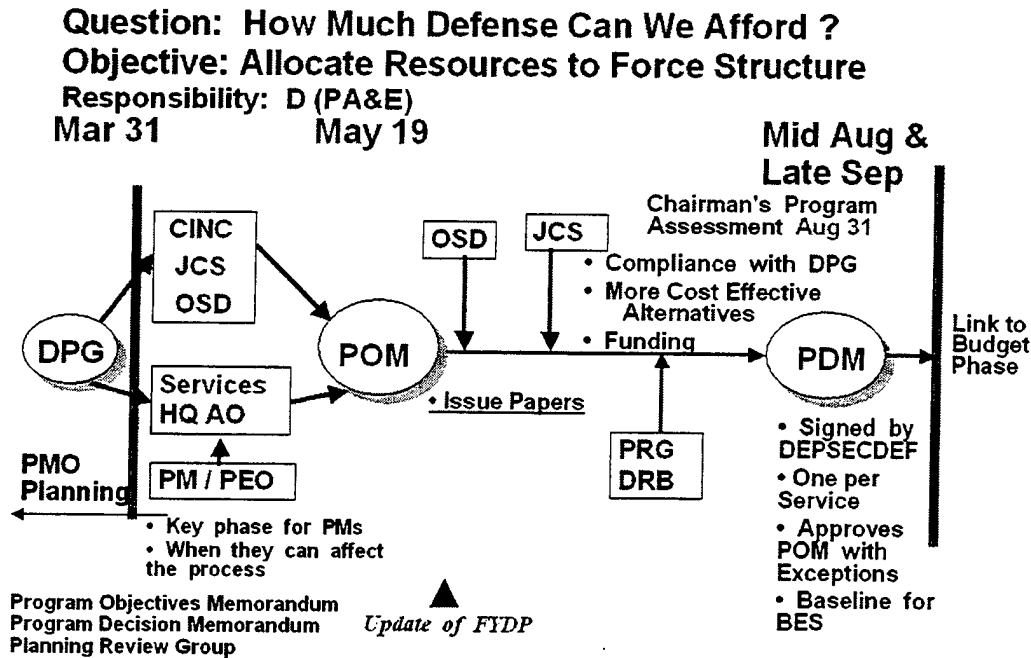 Question: How Much Defense Can We Afford ?
Objective: Allocate Resources to Force Structure
Responsibility: D (PA&E)
Mar 31
May 19
Mid Aug &
Late Sep
Chairman's Program
Assessment Aug 31
CINC
JCS
OSD
OSD
JCS
• Compliance with DPG
• More Cost Effective
Alternatives
• Funding
DPG
POM
PDM
Link to
Budget
Phase
Services
HQ AO
• Issue Papers
PM / PEO
PRG
DRB
PMO
Planning
• Key phase for PMs
• When they can affect
the process
• Signed by
DEPSECDEF
• One per
Service
• Approves
POM with
Exceptions
• Baseline for
BES
Program Objectives Memorandum
Program Decision Memorandum
Planning Review Group
Update of FYDP